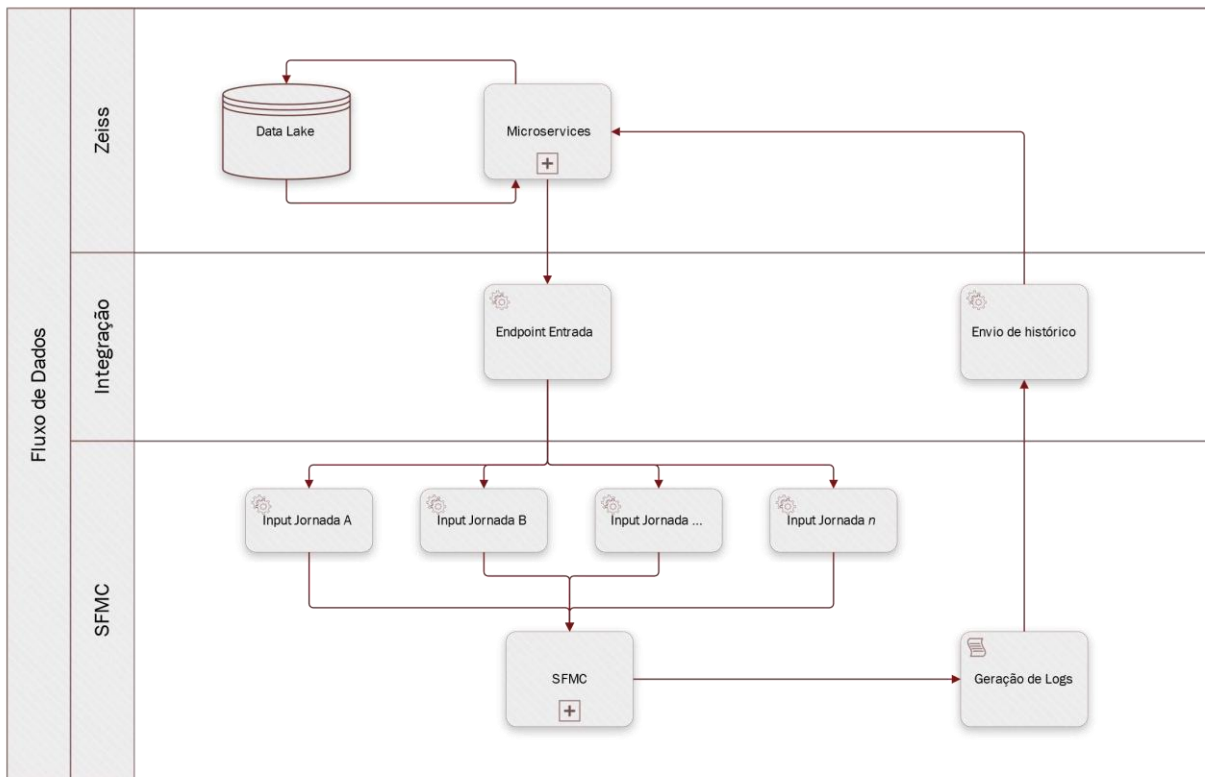 Fluxo de Dados
Zeiss
Data Lake
Microservices
Integração
Endpoint Entrada
Envio de histórico
SFMC
Input Jornada A
Input Jornada B
Input Jornada ...
Input Jornada n
SFMC
Geração de Logs